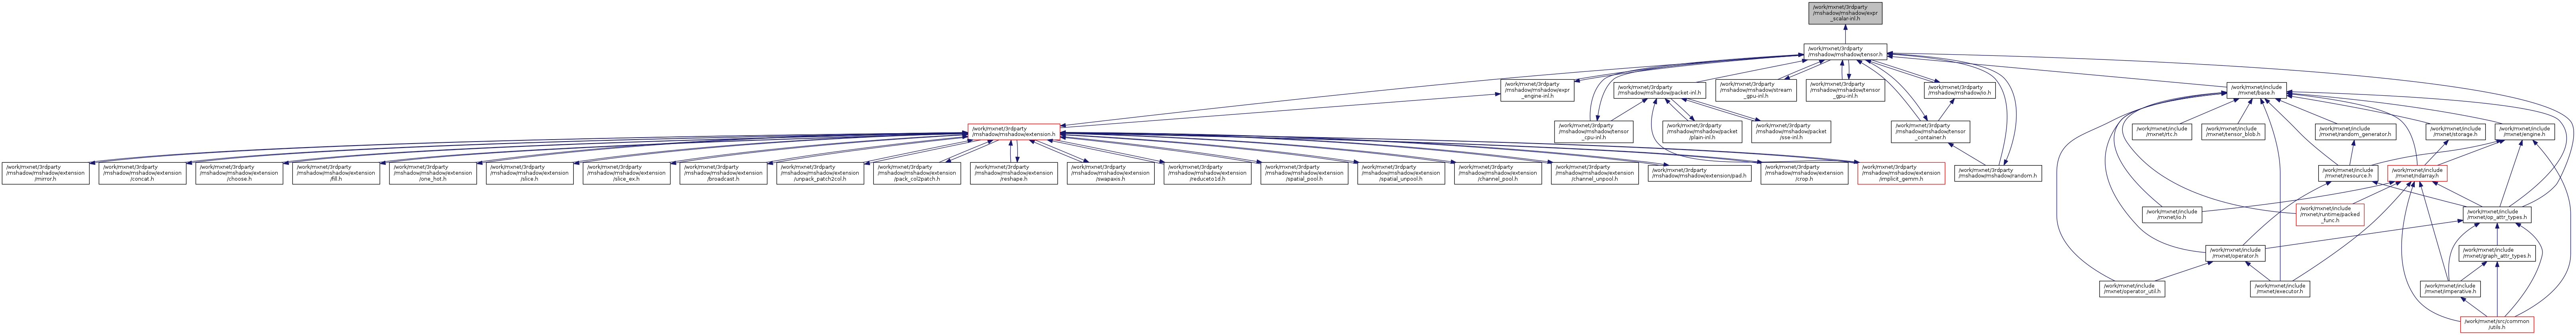 /work/mxnet/3rdparty
/mshadow/mshadow/expr
_scalar-inl.h
/work/mxnet/3rdparty
/mshadow/mshadow/tensor.h
/work/mxnet/3rdparty
/mshadow/mshadow/expr
_engine-inl.h
/work/mxnet/3rdparty
/mshadow/mshadow/packet-inl.h
/work/mxnet/3rdparty
/mshadow/mshadow/stream
_gpu-inl.h
/work/mxnet/3rdparty
/mshadow/mshadow/tensor
_gpu-inl.h
/work/mxnet/3rdparty
/mshadow/mshadow/io.h
/work/mxnet/include
/mxnet/base.h
/work/mxnet/3rdparty
/mshadow/mshadow/extension.h
/work/mxnet/3rdparty
/mshadow/mshadow/tensor
_cpu-inl.h
/work/mxnet/3rdparty
/mshadow/mshadow/packet
/plain-inl.h
/work/mxnet/3rdparty
/mshadow/mshadow/packet
/sse-inl.h
/work/mxnet/3rdparty
/mshadow/mshadow/tensor
_container.h
/work/mxnet/include
/mxnet/rtc.h
/work/mxnet/include
/mxnet/tensor_blob.h
/work/mxnet/include
/mxnet/random_generator.h
/work/mxnet/include
/mxnet/storage.h
/work/mxnet/include
/mxnet/engine.h
/work/mxnet/3rdparty
/mshadow/mshadow/extension
/mirror.h
/work/mxnet/3rdparty
/mshadow/mshadow/extension
/concat.h
/work/mxnet/3rdparty
/mshadow/mshadow/extension
/choose.h
/work/mxnet/3rdparty
/mshadow/mshadow/extension
/fill.h
/work/mxnet/3rdparty
/mshadow/mshadow/extension
/one_hot.h
/work/mxnet/3rdparty
/mshadow/mshadow/extension
/slice.h
/work/mxnet/3rdparty
/mshadow/mshadow/extension
/slice_ex.h
/work/mxnet/3rdparty
/mshadow/mshadow/extension
/broadcast.h
/work/mxnet/3rdparty
/mshadow/mshadow/extension
/unpack_patch2col.h
/work/mxnet/3rdparty
/mshadow/mshadow/extension
/pack_col2patch.h
/work/mxnet/3rdparty
/mshadow/mshadow/extension
/reshape.h
/work/mxnet/3rdparty
/mshadow/mshadow/extension
/swapaxis.h
/work/mxnet/3rdparty
/mshadow/mshadow/extension
/reduceto1d.h
/work/mxnet/3rdparty
/mshadow/mshadow/extension
/spatial_pool.h
/work/mxnet/3rdparty
/mshadow/mshadow/extension
/spatial_unpool.h
/work/mxnet/3rdparty
/mshadow/mshadow/extension
/channel_pool.h
/work/mxnet/3rdparty
/mshadow/mshadow/extension
/channel_unpool.h
/work/mxnet/3rdparty
/mshadow/mshadow/extension/pad.h
/work/mxnet/3rdparty
/mshadow/mshadow/extension
/crop.h
/work/mxnet/3rdparty
/mshadow/mshadow/extension
/implicit_gemm.h
/work/mxnet/3rdparty
/mshadow/mshadow/random.h
/work/mxnet/include
/mxnet/resource.h
/work/mxnet/include
/mxnet/ndarray.h
/work/mxnet/include
/mxnet/io.h
/work/mxnet/include
/mxnet/runtime/packed
_func.h
/work/mxnet/include
/mxnet/op_attr_types.h
/work/mxnet/include
/mxnet/operator.h
/work/mxnet/include
/mxnet/graph_attr_types.h
/work/mxnet/include
/mxnet/operator_util.h
/work/mxnet/include
/mxnet/executor.h
/work/mxnet/include
/mxnet/imperative.h
/work/mxnet/src/common
/utils.h